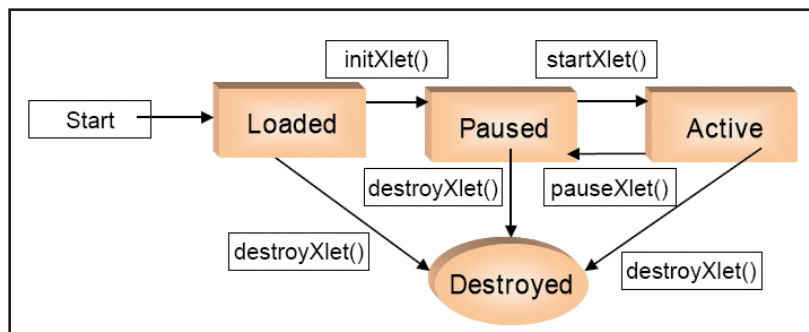 initXlet()
startXlet()
Start
Loaded
Paused
Active
destroyXlet()
pauseXlet()
destroyXlet()
destroyXlet()
Destroyed